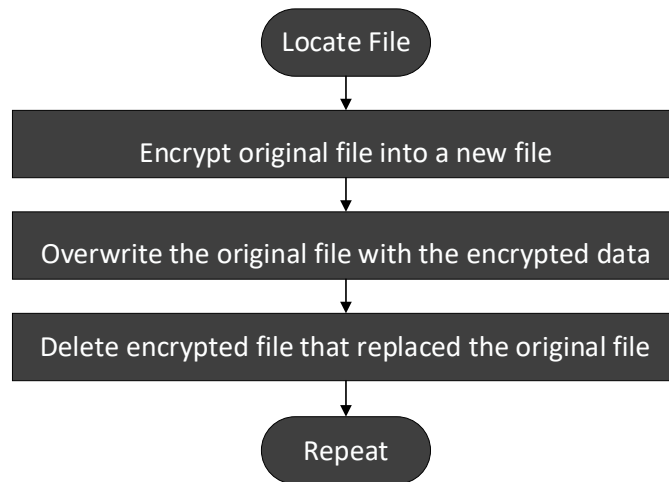 Locate File
Encrypt original file into a new file
Overwrite the original file with the encrypted data
Delete encrypted file that replaced the original file
Repeat